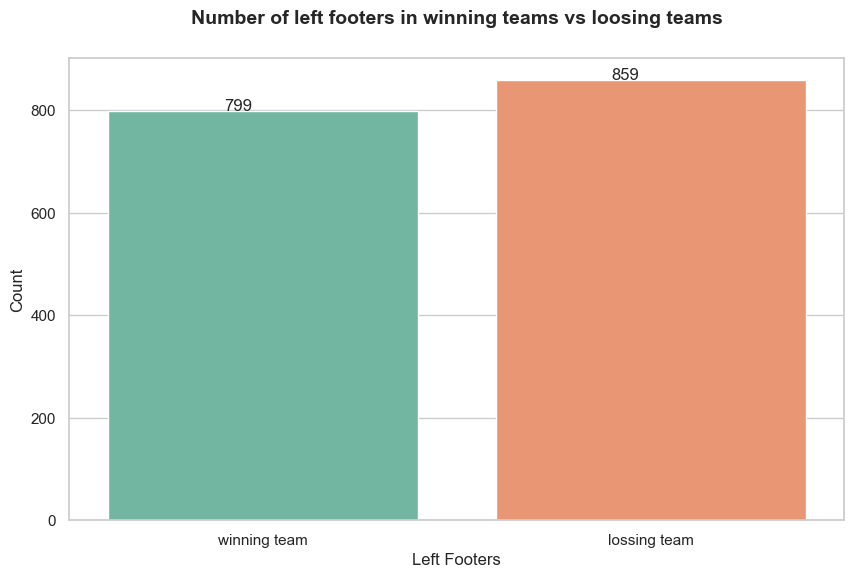 Number of left footers in winning teams vs loosing teams
799
859
800
600
400
200
0
Count
winning team
lossing team
Left Footers